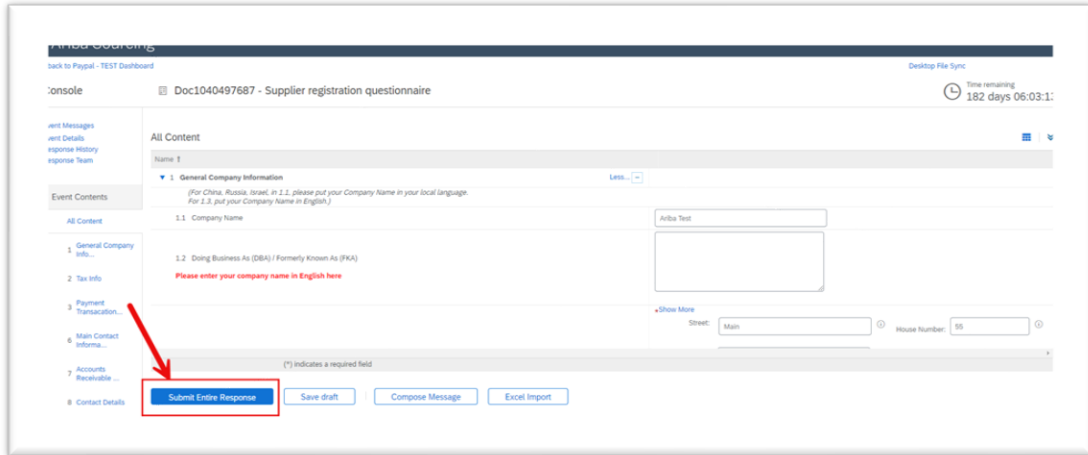 Ariba Sourcing
back to Paypal - TEST Dashboard
Desktop File Sync
Console
Doc1040497687 - Supplier registration questionnaire
Time remaining
182 days 06:03:1
vent Messages
vent Details
esponse History
esponse Team
All Content
Name ↑
▼ 1 General Company Information
Less... −
(For China, Russia, Israel, in 1.1, please put your Company Name in your local language.
For 1.3, put your Company Name in English.)
Event Contents
All Content
1.1 Company Name
Ariba Test
1 General Company
Info...
1.2 Doing Business As (DBA) / Formerly Known As (FKA)
Please enter your company name in English here
2 Tax Info
3 Payment
Transacation...
*Show More
Street:
Main
House Number:
55
6 Main Contact
Informa...
(*) indicates a required field
7 Accounts
Receivable ...
8 Contact Details
Submit Entire Response
Save draft
Compose Message
Excel Import